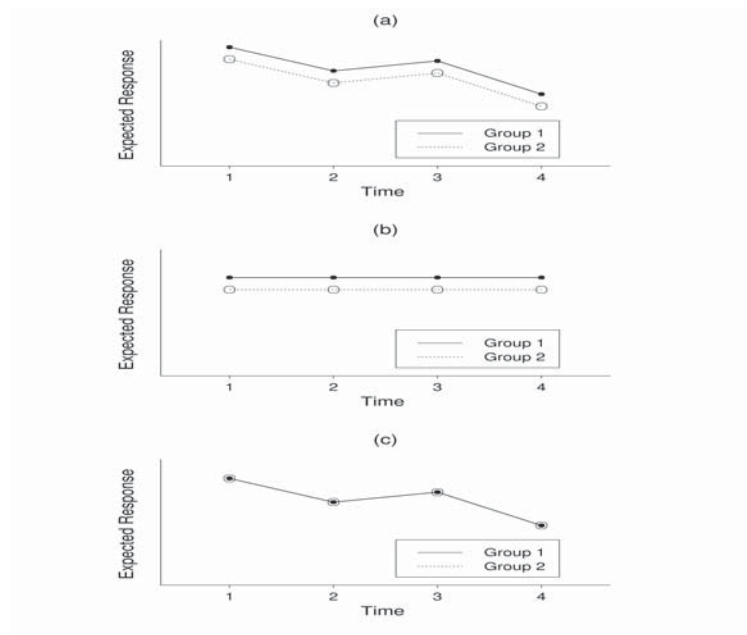 (a)
Expected Response
Group 1
Group 2
1 2 3 4
Time
(b)
Expected Response
Group 1
Group 2
1 2 3 4
Time
(c)
Expected Response
Group 1
Group 2
1 2 3 4
Time